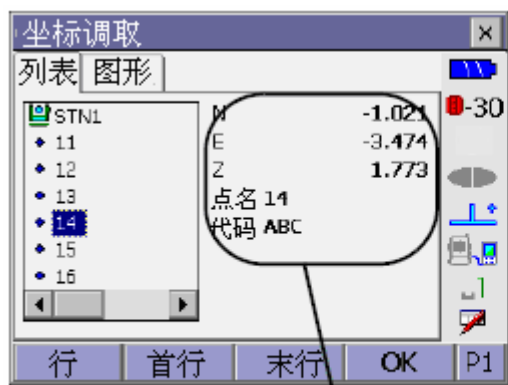 坐标调取
列表 图形
STN1
11
12
13
14
15
16
N -1.021
E -3.474
Z 1.773
点名 14
代码 ABC
-30
行 首行 末行 OK P1